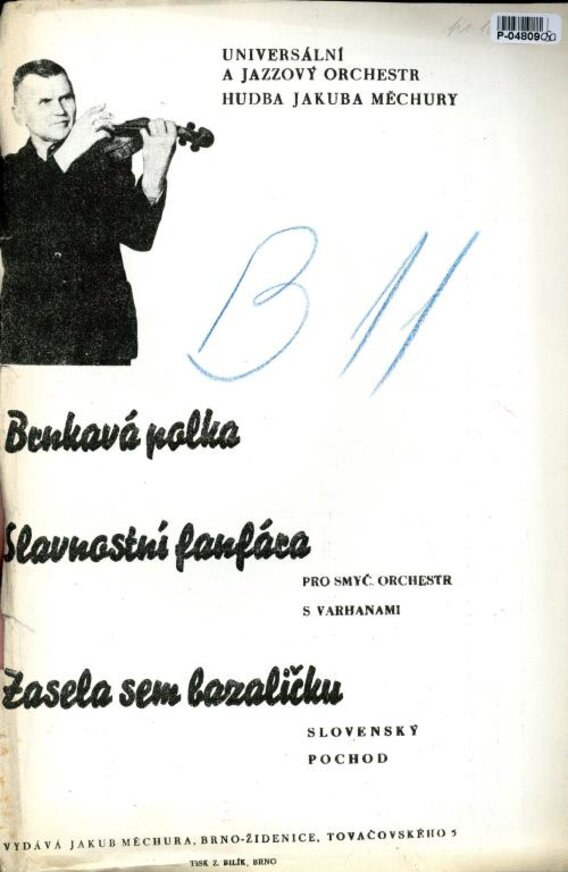 P-04809
UNIVERSÁLNÍ
A JAZZOVÝ ORCHESTR
HUDBA JAKUBA MĚCHURY
B 11
Brnkavá polka
Slavnostní fanfára
PRO SMYČ. ORCHESTR
S VARHANAMI
Zasela sem bazaličku
SLOVENSKÝ
POCHOD
VYDÁVÁ JAKUB MĚCHURA, BRNO-ŽIDENICE, TOVAČOVSKÉHO 5
TISK Z. BILÍK, BRNO